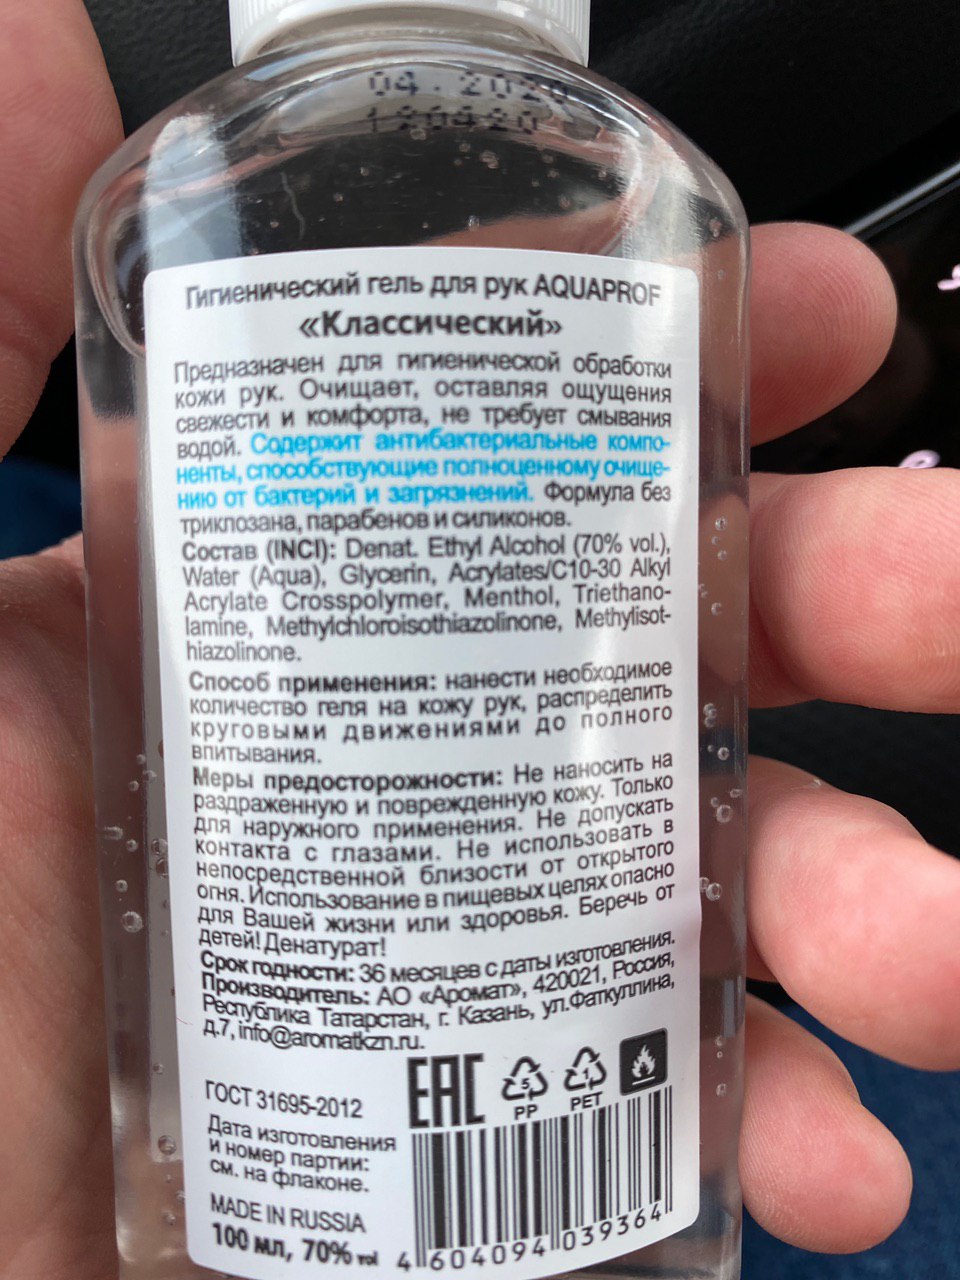 04.2020
120420
Гигиенический гель для рук AQUAPROF
«Классический»
Предназначен для гигиенической обработки
кожи рук. Очищает, оставляя ощущения
свежести и комфорта, не требует смывания
водой. Содержит антибактериальные компо-
ненты, способствующие полноценному очище-
нию от бактерий и загрязнений. Формула без
триклозана, парабенов и силиконов.
Состав (INCI): Denat. Ethyl Alcohol (70% vol.),
Water (Aqua), Glycerin, Acrylates/C10-30 Alkyl
Acrylate Crosspolymer, Menthol, Triethano-
lamine, Methylchloroisothiazolinone, Methylisot-
hiazolinone.
Способ применения: нанести необходимое
количество геля на кожу рук, распределить
круговыми движениями до полного
впитывания.
Меры предосторожности: Не наносить на
раздраженную и поврежденную кожу. Только
для наружного применения. Не допускать
контакта с глазами. Не использовать в
непосредственной близости от открытого
огня. Использование в пищевых целях опасно
для Вашей жизни или здоровья. Беречь от
детей! Денатурат!
Срок годности: 36 месяцев с даты изготовления.
Производитель: АО «Аромат», 420021, Россия,
Республика Татарстан, г. Казань, ул.Фаткуллина,
д.7, info@aromatkzn.ru.
EAC
5
PP
1
PET
ГОСТ 31695-2012
Дата изготовления
и номер партии:
см. на флаконе.
MADE IN RUSSIA
100 мл, 70% vol
4 604094 039364